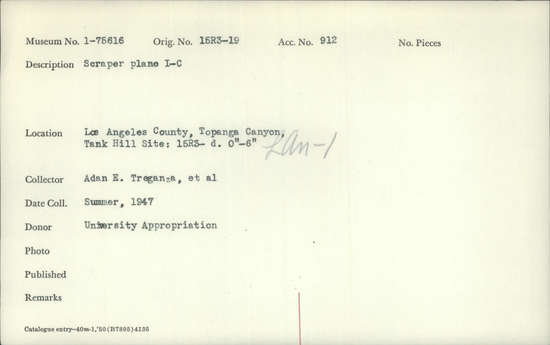 Museum No. 1-75616 Orig. No. 15R3-19 Acc. No. 912 No. Pieces
Description Scraper plane I-C
Location Los Angeles County, Topanga Canyon,
Tank Hill Site: 15R3- d. 0"-6" LAn-1
Collector Adan E. Treganza, et al
Date Coll. Summer, 1947
Donor University Appropriation
Photo
Published
Remarks
Catalogue entry—40m-1,'50(B7895)4135